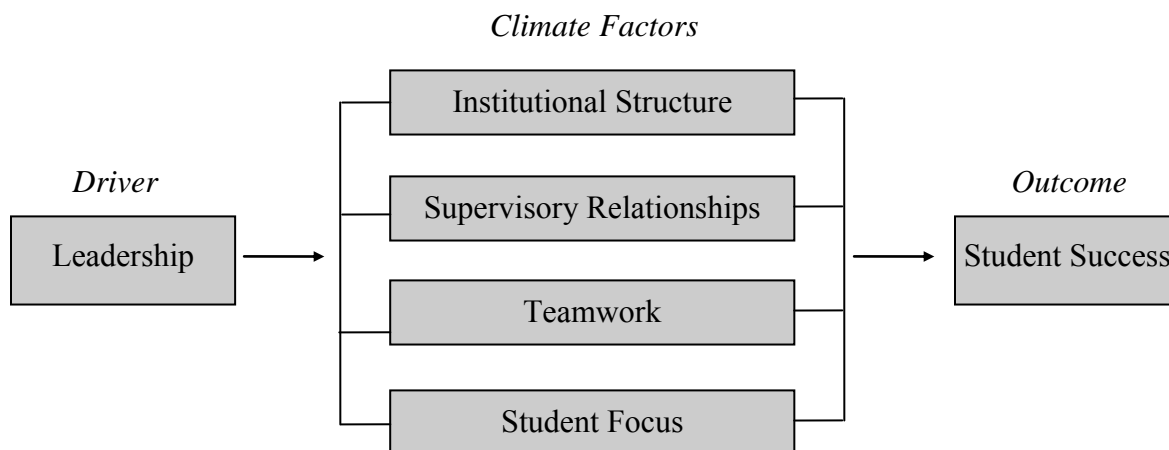 Climate Factors
Institutional Structure
Driver
Outcome
Supervisory Relationships
Leadership
Student Success
Teamwork
Student Focus